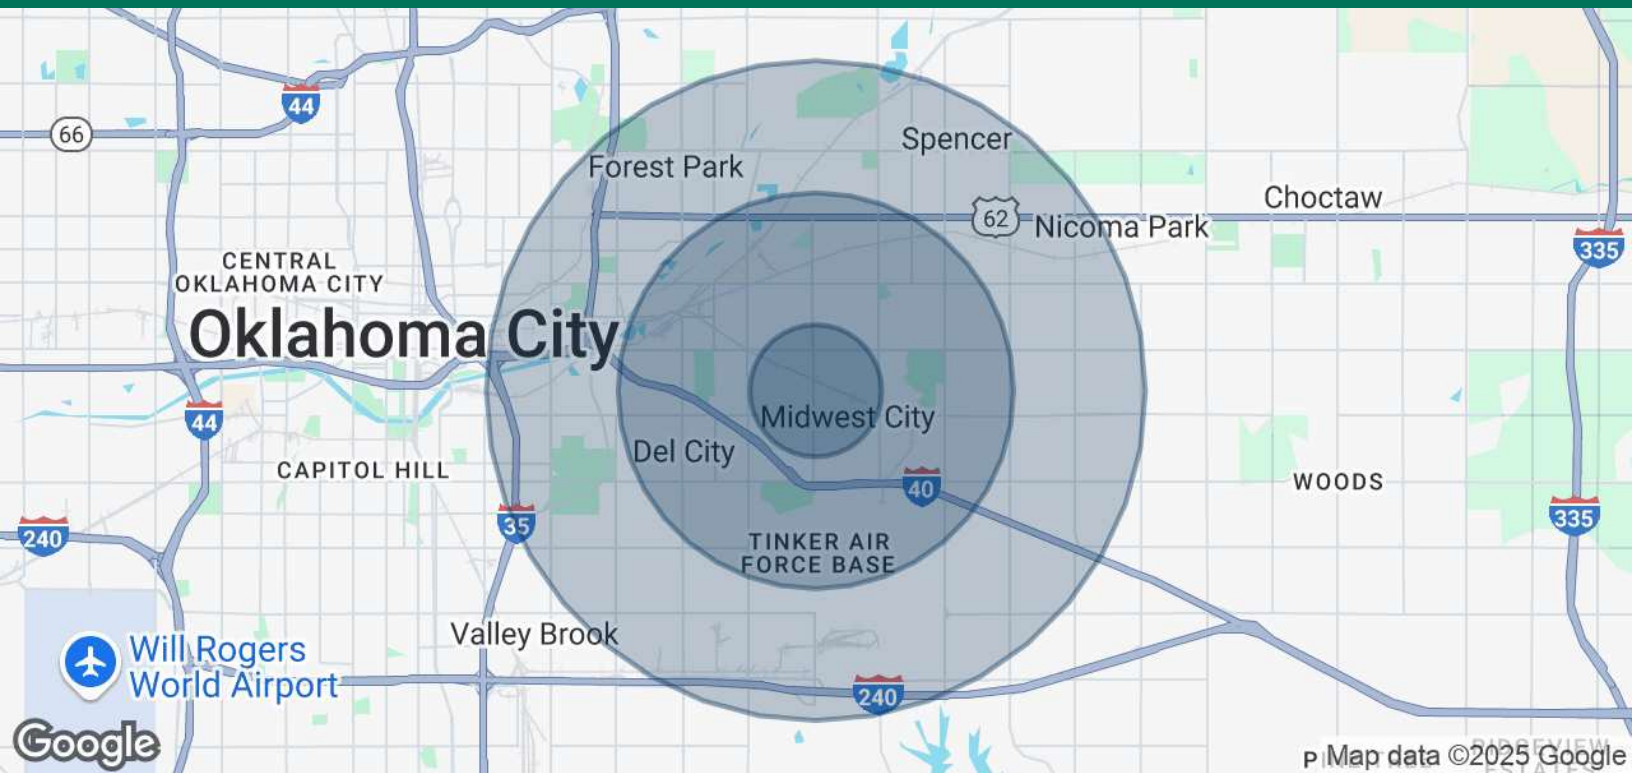 44
66
Spencer
Forest Park
Choctaw
62
Nicoma Park
335
CENTRAL
OKLAHOMA CITY
Oklahoma City
Midwest City
44
Del City
CAPITOL HILL
40
WOODS
35
335
240
TINKER AIR
FORCE BASE
Valley Brook
Will Rogers
World Airport
240
Google
Map data ©2025 Google